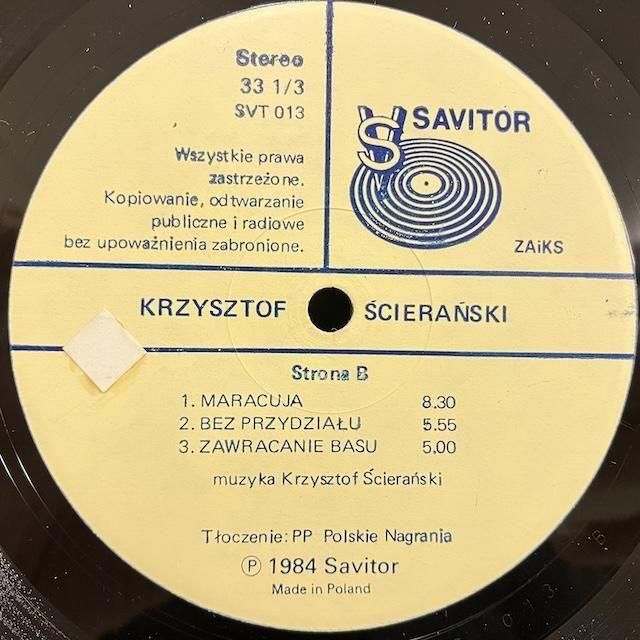 Stereo
33 1/3
SVT 013
Wszystkie prawa
zastrzeżone.
Kopiowanie, odtwarzanie
publiczne i radiowe
bez upoważnienia zabronione.
VS SAVITOR
ZAiKS
KRZYSZTOF ŚCIERAŃSKI
Strona B
1. MARACUJA 8.30
2. BEZ PRZYDZIAŁU 5.55
3. ZAWRACANIE BASU 5,00
muzyka Krzysztof Ścierański
Tłoczenie: PP Polskie Nagrania
Ⓟ 1984 Savitor
Made in Poland